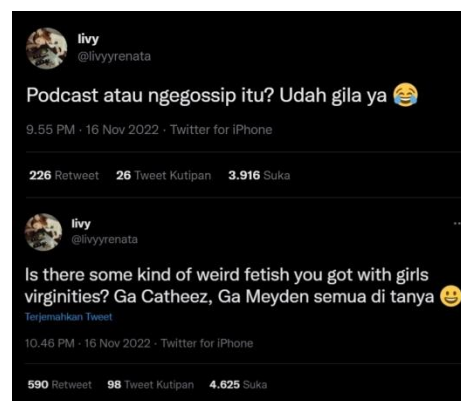 livy
@livyyrenata
Podcast atau ngegossip itu? Udah gila ya 😂
9.55 PM · 16 Nov 2022 · Twitter for iPhone
226 Retweet 26 Tweet Kutipan 3.916 Suka
livy
@livyyrenata
Is there some kind of weird fetish you got with girls
virginities? Ga Catheez, Ga Meyden semua di tanya 😀
Terjemahkan Tweet
10.46 PM · 16 Nov 2022 · Twitter for iPhone
590 Retweet 98 Tweet Kutipan 4.625 Suka